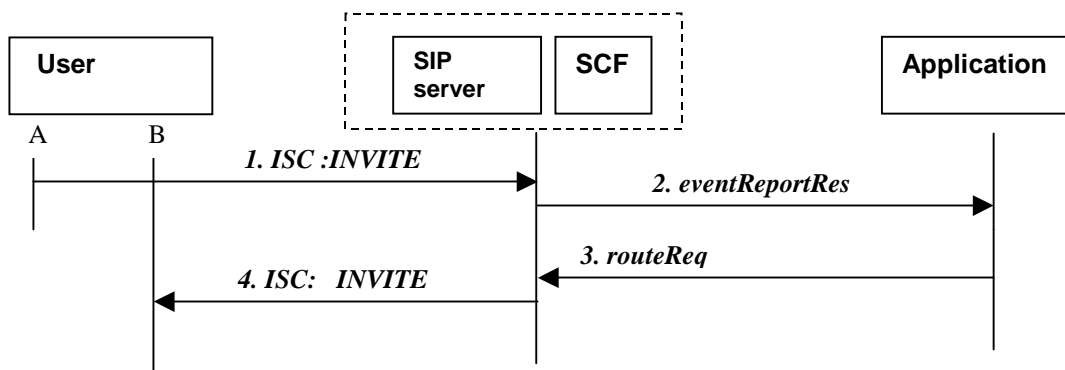 User
SIP
server
SCF
Application
A
B
1. ISC :INVITE
2. eventReportRes
3. routeReq
4. ISC: INVITE